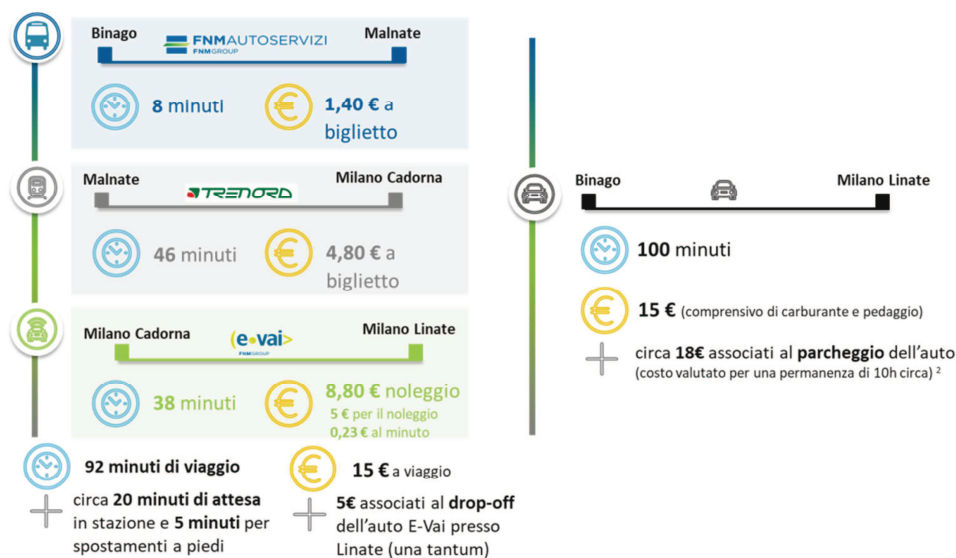 Binago
FNMAUTOSERVIZI
FNMGROUP
Malnate
8 minuti
1,40 € a
biglietto
Malnate
TRENORD
Milano Cadorna
46 minuti
4,80 € a
biglietto
Milano Cadorna
(e•vai>
FNMGROUP
Milano Linate
38 minuti
8,80 € noleggio
5 € per il noleggio
0,23 € al minuto
92 minuti di viaggio
circa 20 minuti di attesa
in stazione e 5 minuti per
spostamenti a piedi
15 € a viaggio
5€ associati al drop-off
dell'auto E-Vai presso
Linate (una tantum)
Binago
Milano Linate
100 minuti
15 € (comprensivo di carburante e pedaggio)
circa 18€ associati al parcheggio dell'auto
(costo valutato per una permanenza di 10h circa) ²